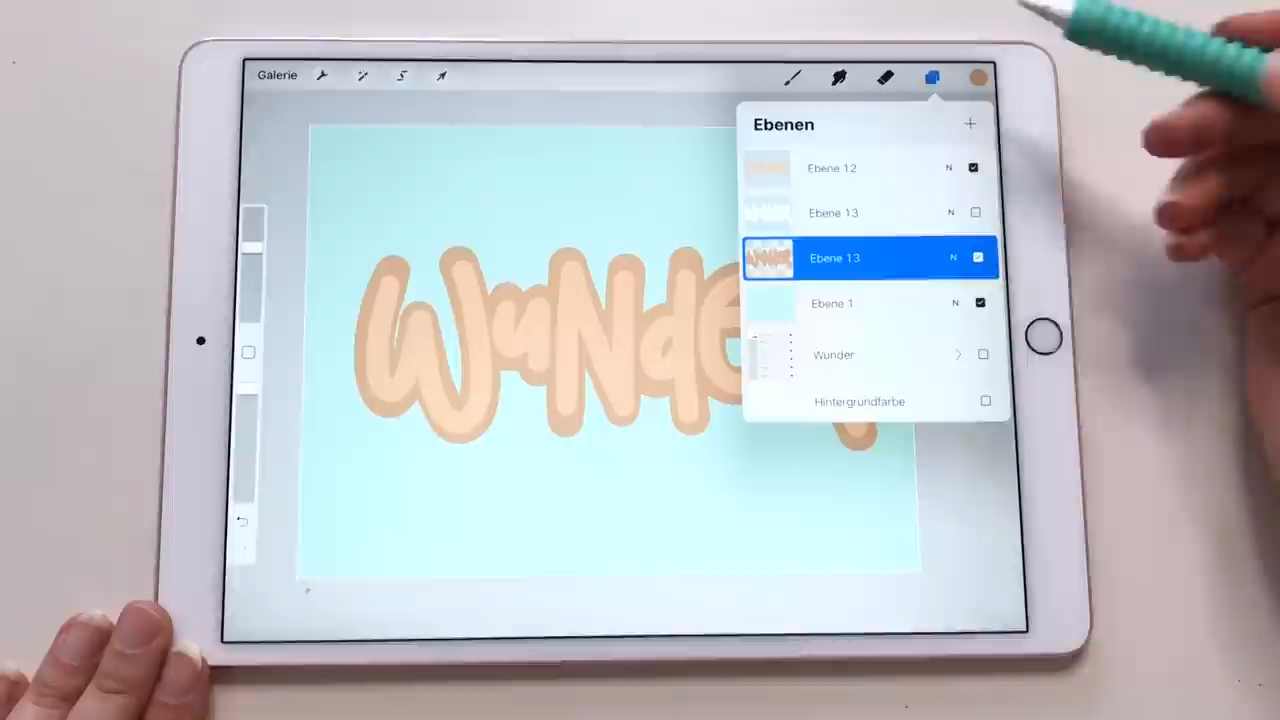 Galerie
Ebenen
Ebene 12 N
Ebene 13 N
Ebene 13 N
Ebene 1 N
Wunder
Hintergrundfarbe
Wunde